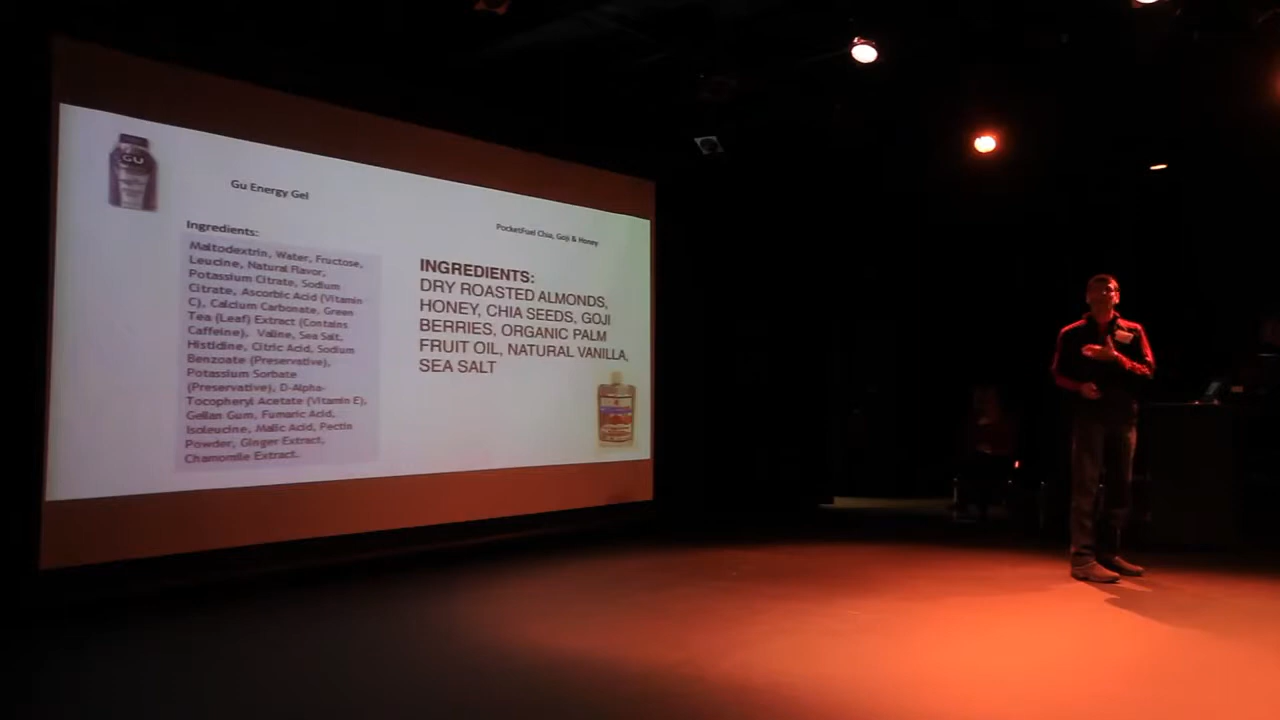 GU
Gu Energy Gel
Ingredients:
Maltodextrin, Water, Fructose,
Leucine, Natural Flavor,
Potassium Citrate, Sodium
Citrate, Ascorbic Acid (Vitamin
C), Calcium Carbonate, Green
Tea (Leaf) Extract (Contains
Caffeine), Valine, Sea Salt,
Histidine, Citric Acid, Sodium
Benzoate (Preservative),
Potassium Sorbate
(Preservative), D-Alpha-
Tocopheryl Acetate (Vitamin E),
Gellan Gum, Fumaric Acid,
Isoleucine, Malic Acid, Pectin
Powder, Ginger Extract,
Chamomile Extract.
PocketFuel Chia, Goji & Honey
INGREDIENTS:
DRY ROASTED ALMONDS,
HONEY, CHIA SEEDS, GOJI
BERRIES, ORGANIC PALM
FRUIT OIL, NATURAL VANILLA,
SEA SALT